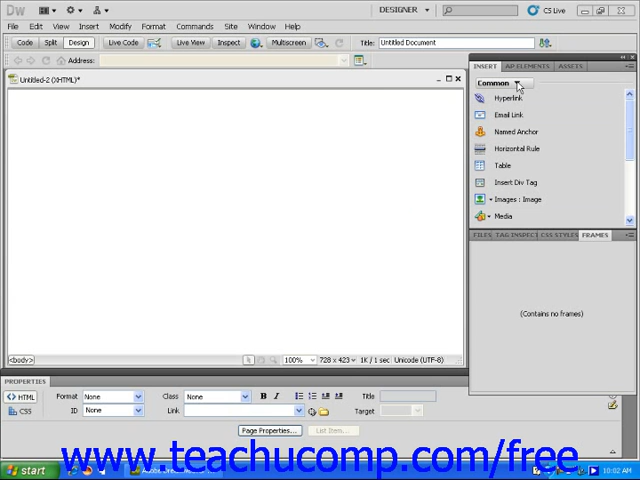 Dw DESIGNER CS Live
File Edit View Insert Modify Format Commands Site Window Help
Code Split Design Live Code Live View Inspect Multiscreen Title: Untitled Document
Address:
INSERT AP ELEMENTS ASSETS
Untitled-2 (XHTML)*
Common
Hyperlink
Email Link
Named Anchor
Horizontal Rule
Table
Insert Div Tag
Images : Image
Media
FILES TAG INSPECT CSS STYLES FRAMES
(Contains no frames)
<body> 100% 728 x 423 1K / 1 sec Unicode (UTF-8)
PROPERTIES
HTML Format None Class None B I Title
CSS ID None Link Target
Page Properties... List Item...
www.teachucomp.com/free
start 10:02 AM